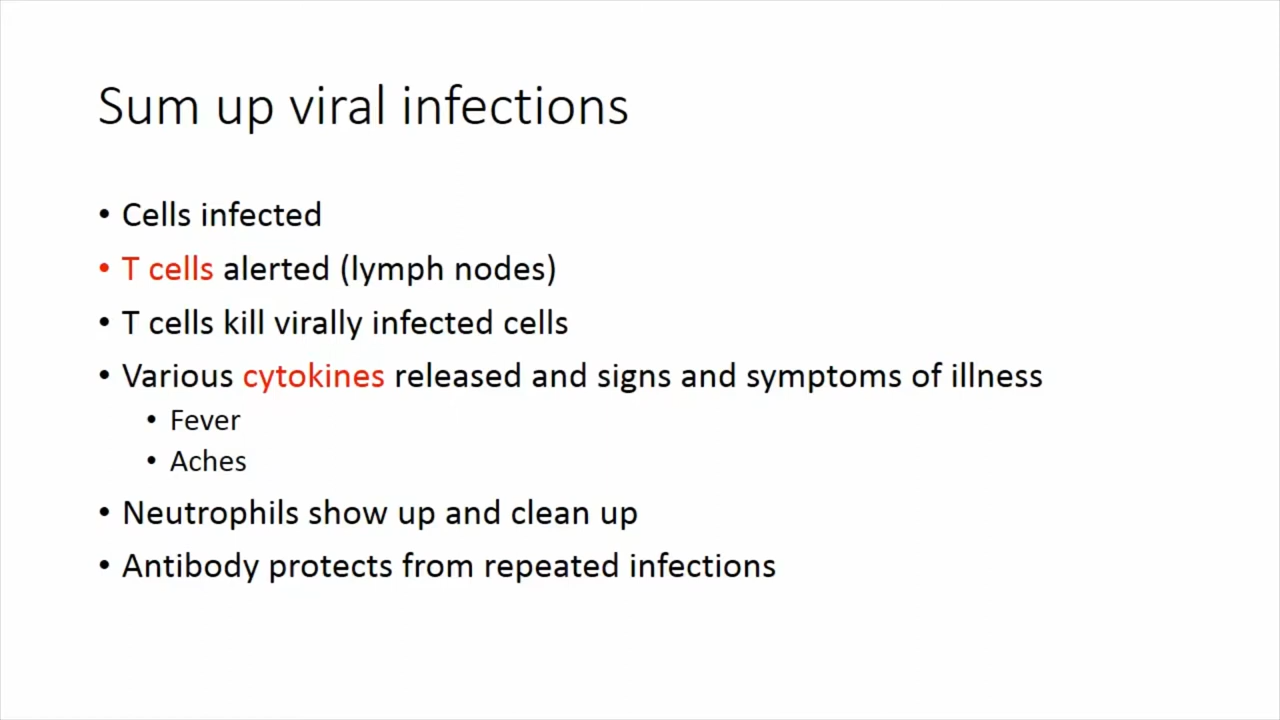 Sum up viral infections
• Cells infected
• T cells alerted (lymph nodes)
• T cells kill virally infected cells
• Various cytokines released and signs and symptoms of illness
• Fever
• Aches
• Neutrophils show up and clean up
• Antibody protects from repeated infections